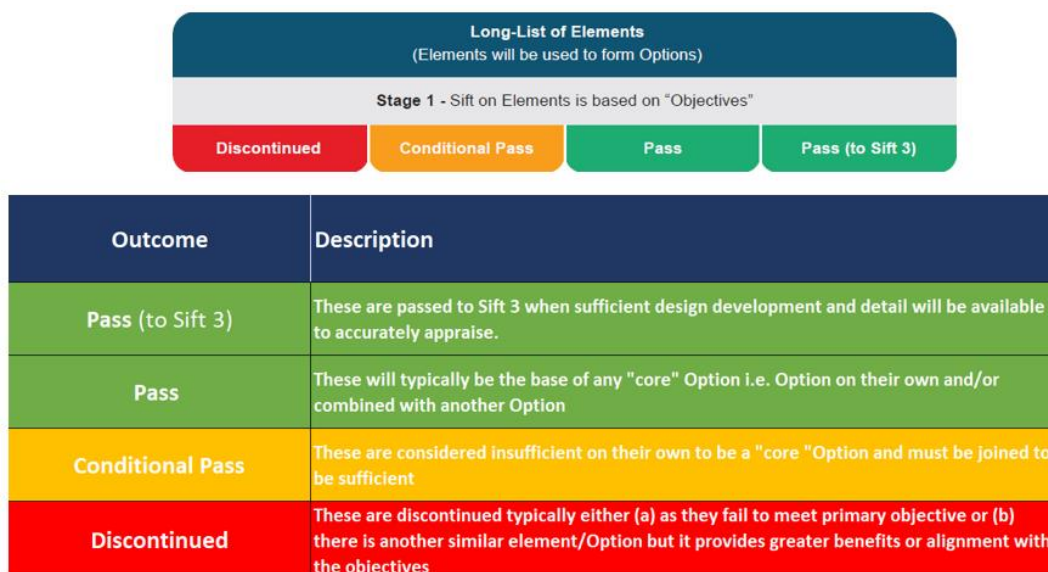 Long-List of Elements
(Elements will be used to form Options)
Stage 1 - Sift on Elements is based on "Objectives"
Discontinued
Conditional Pass
Pass
Pass (to Sift 3)
Outcome
Description
Pass (to Sift 3)
These are passed to Sift 3 when sufficient design development and detail will be available
to accurately appraise.
Pass
These will typically be the base of any "core" Option i.e. Option on their own and/or
combined with another Option
Conditional Pass
These are considered insufficient on their own to be a "core "Option and must be joined to
be sufficient
Discontinued
These are discontinued typically either (a) as they fail to meet primary objective or (b)
there is another similar element/Option but it provides greater benefits or alignment with
the objectives